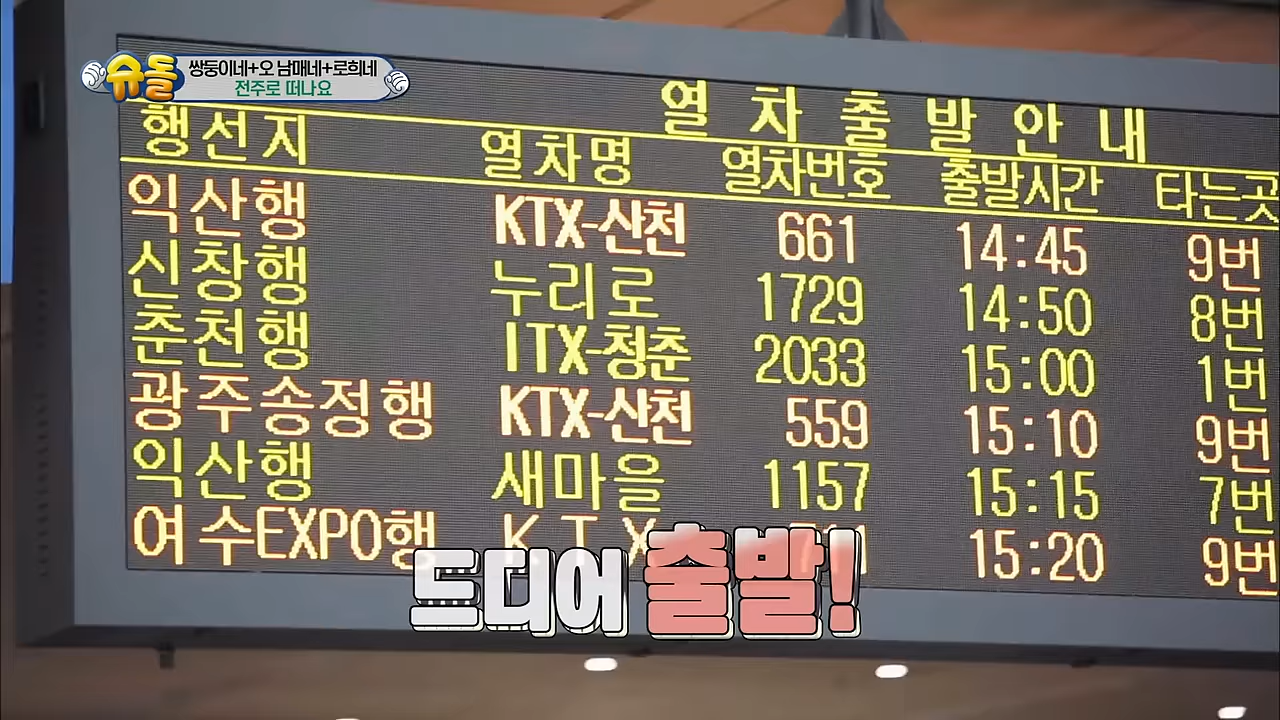 슈돌 쌍둥이네+오 남매네+로희네
전주로 떠나요
열 차 출 발 안 내
행선지 열차명 열차번호 출발시간 타는곳
익산행 KTX-산천 661 14:45 9번
신창행 누리로 1729 14:50 8번
춘천행 ITX-청춘 2033 15:00 1번
광주송정행 KTX-산천 559 15:10 9번
익산행 새마을 1157 15:15 7번
여수EXPO행 K T X 15:20 9번
드디어 출발!